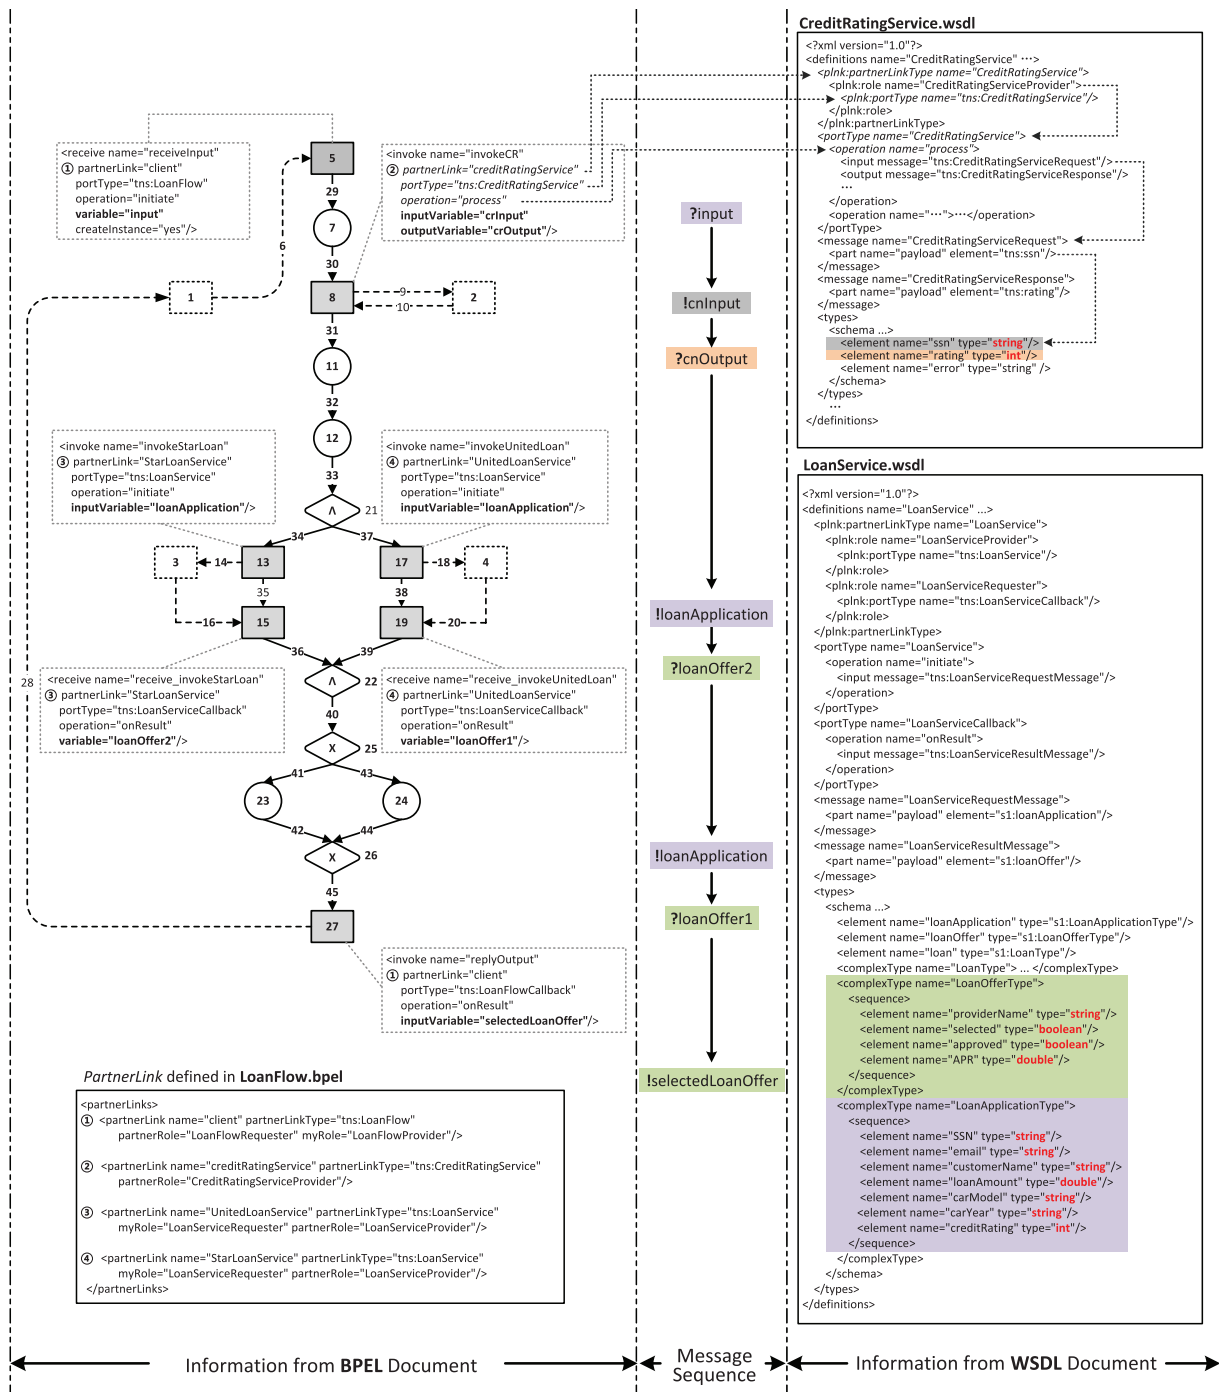 <receive name="receiveInput"
① partnerLink="client"
portType="tns:LoanFlow"
operation="initiate"
variable="input"
createInstance="yes"/>
5
29
7
30
6
<invoke name="invokeCR"
② partnerLink="creditRatingService"
portType="tns:CreditRatingService"
operation="process"
inputVariable="crInput"
outputVariable="crOutput"/>
1
8
9
10
2
31
11
32
12
33
<invoke name="invokeStarLoan"
③ partnerLink="StarLoanService"
portType="tns:LoanService"
operation="initiate"
inputVariable="loanApplication"/>
<invoke name="invokeUnitedLoan"
④ partnerLink="UnitedLoanService"
portType="tns:LoanService"
operation="initiate"
inputVariable="loanApplication"/>
Λ
21
34
37
3
14
13
17
18
4
35
38
16
15
19
20
36
39
28
<receive name="receive_invokeStarLoan"
③ partnerLink="StarLoanService"
portType="tns:LoanServiceCallback"
operation="onResult"
variable="loanOffer2"/>
Λ
22
<receive name="receive_invokeUnitedLoan"
④ partnerLink="UnitedLoanService"
portType="tns:LoanServiceCallback"
operation="onResult"
variable="loanOffer1"/>
40
X
25
41
43
23
24
42
44
X
26
45
27
<invoke name="replyOutput"
① partnerLink="client"
portType="tns:LoanFlowCallback"
operation="onResult"
inputVariable="selectedLoanOffer"/>
PartnerLink defined in LoanFlow.bpel
<partnerLinks>
① <partnerLink name="client" partnerLinkType="tns:LoanFlow"
partnerRole="LoanFlowRequester" myRole="LoanFlowProvider"/>
② <partnerLink name="creditRatingService" partnerLinkType="tns:CreditRatingService"
partnerRole="CreditRatingServiceProvider"/>
③ <partnerLink name="UnitedLoanService" partnerLinkType="tns:LoanService"
myRole="LoanServiceRequester" partnerRole="LoanServiceProvider"/>
④ <partnerLink name="StarLoanService" partnerLinkType="tns:LoanService"
myRole="LoanServiceRequester" partnerRole="LoanServiceProvider"/>
</partnerLinks>
Information from BPEL Document
?input
!cnInput
?cnOutput
!loanApplication
?loanOffer2
!loanApplication
?loanOffer1
!selectedLoanOffer
Message
Sequence
CreditRatingService.wsdl
<?xml version="1.0"?>
<definitions name="CreditRatingService" ...>
<plnk:partnerLinkType name="CreditRatingService">
<plnk:role name="CreditRatingServiceProvider">
<plnk:portType name="tns:CreditRatingService"/>
</plnk:role>
</plnk:partnerLinkType>
<portType name="CreditRatingService">
<operation name="process">
<input message="tns:CreditRatingServiceRequest"/>
<output message="tns:CreditRatingServiceResponse"/>
...
</operation>
<operation name="...">...</operation>
</portType>
<message name="CreditRatingServiceRequest">
<part name="payload" element="tns:ssn"/>
</message>
<message name="CreditRatingServiceResponse">
<part name="payload" element="tns:rating"/>
</message>
<types>
<schema ...>
<element name="ssn" type="string"/>
<element name="rating" type="int"/>
<element name="error" type="string" />
</schema>
</types>
...
</definitions>
LoanService.wsdl
<?xml version="1.0"?>
<definitions name="LoanService" ...>
<plnk:partnerLinkType name="LoanService">
<plnk:role name="LoanServiceProvider">
<plnk:portType name="tns:LoanService"/>
</plnk:role>
<plnk:role name="LoanServiceRequester">
<plnk:portType name="tns:LoanServiceCallback"/>
</plnk:role>
</plnk:partnerLinkType>
<portType name="LoanService">
<operation name="initiate">
<input message="tns:LoanServiceRequestMessage"/>
</operation>
</portType>
<portType name="LoanServiceCallback">
<operation name="onResult">
<input message="tns:LoanServiceResultMessage"/>
</operation>
</portType>
<message name="LoanServiceRequestMessage">
<part name="payload" element="s1:loanApplication"/>
</message>
<message name="LoanServiceResultMessage">
<part name="payload" element="s1:loanOffer"/>
</message>
<types>
<schema ...>
<element name="loanApplication" type="s1:LoanApplicationType"/>
<element name="loanOffer" type="s1:LoanOfferType"/>
<element name="loan" type="s1:LoanType"/>
<complexType name="LoanType"> ... </complexType>
<complexType name="LoanOfferType">
<sequence>
<element name="providerName" type="string"/>
<element name="selected" type="boolean"/>
<element name="approved" type="boolean"/>
<element name="APR" type="double"/>
</sequence>
</complexType>
<complexType name="LoanApplicationType">
<sequence>
<element name="SSN" type="string"/>
<element name="email" type="string"/>
<element name="customerName" type="string"/>
<element name="loanAmount" type="double"/>
<element name="carModel" type="string"/>
<element name="carYear" type="string"/>
<element name="creditRating" type="int"/>
</sequence>
</complexType>
</schema>
</types>
</definitions>
Information from WSDL Document